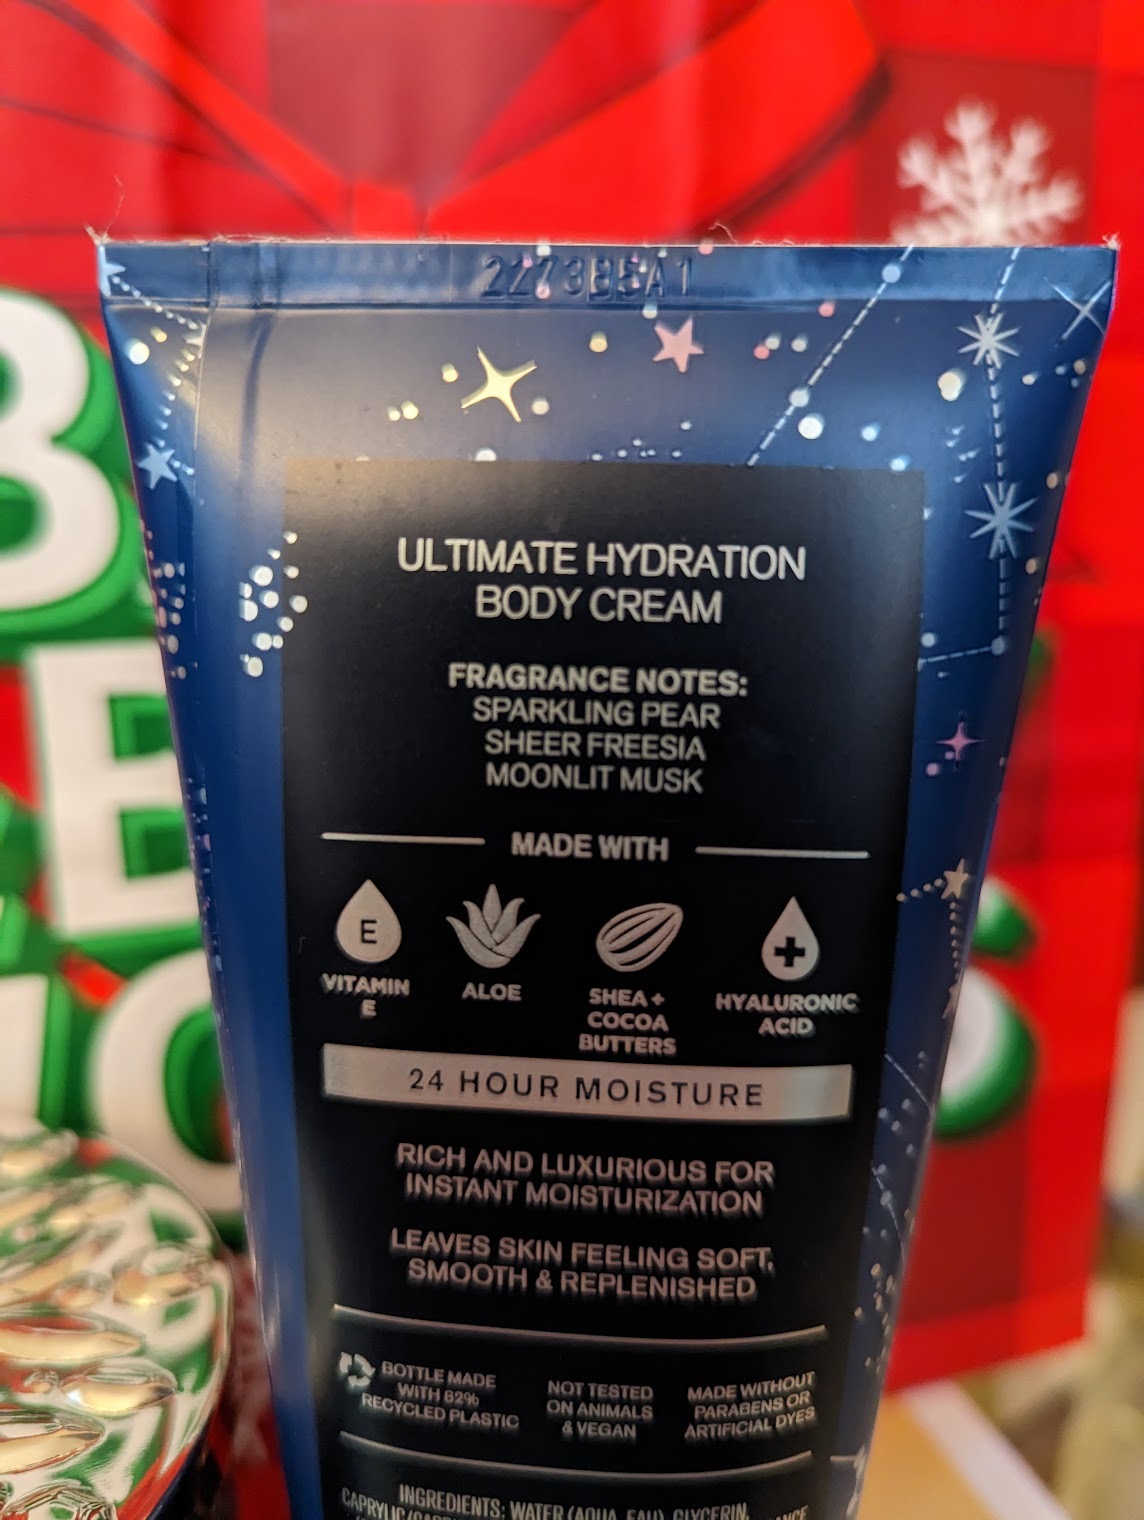 2273B5A1
ULTIMATE HYDRATION
BODY CREAM
FRAGRANCE NOTES:
SPARKLING PEAR
SHEER FREESIA
MOONLIT MUSK
MADE WITH
E
VITAMIN
E
ALOE
SHEA +
COCOA
BUTTERS
HYALURONIC
ACID
24 HOUR MOISTURE
RICH AND LUXURIOUS FOR
INSTANT MOISTURIZATION
LEAVES SKIN FEELING SOFT,
SMOOTH & REPLENISHED
BOTTLE MADE
WITH 82%
RECYCLED PLASTIC
NOT TESTED
ON ANIMALS
& VEGAN
MADE WITHOUT
PARABENS OR
ARTIFICIAL DYES
INGREDIENTS: WATER (AQUA, EAU), GLYCERIN,